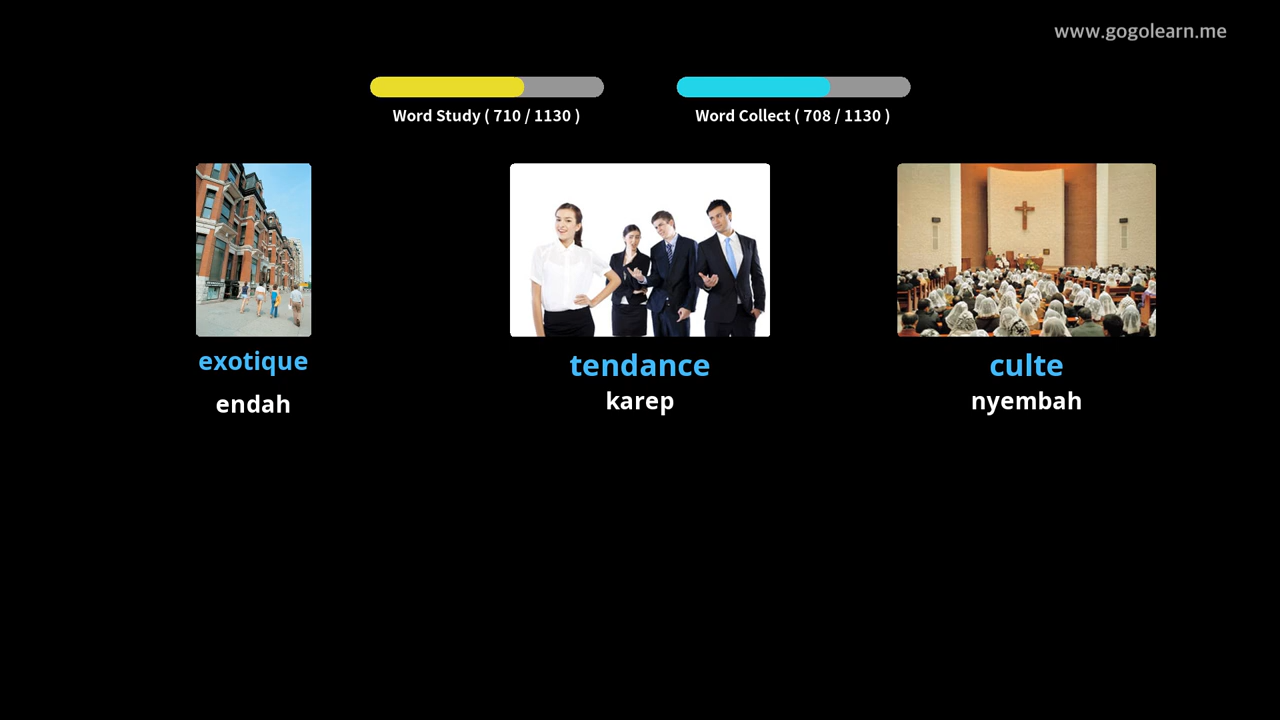 www.gogolearn.me
Word Study ( 710 / 1130 )
Word Collect ( 708 / 1130 )
exotique
endah
tendance
karep
culte
nyembah